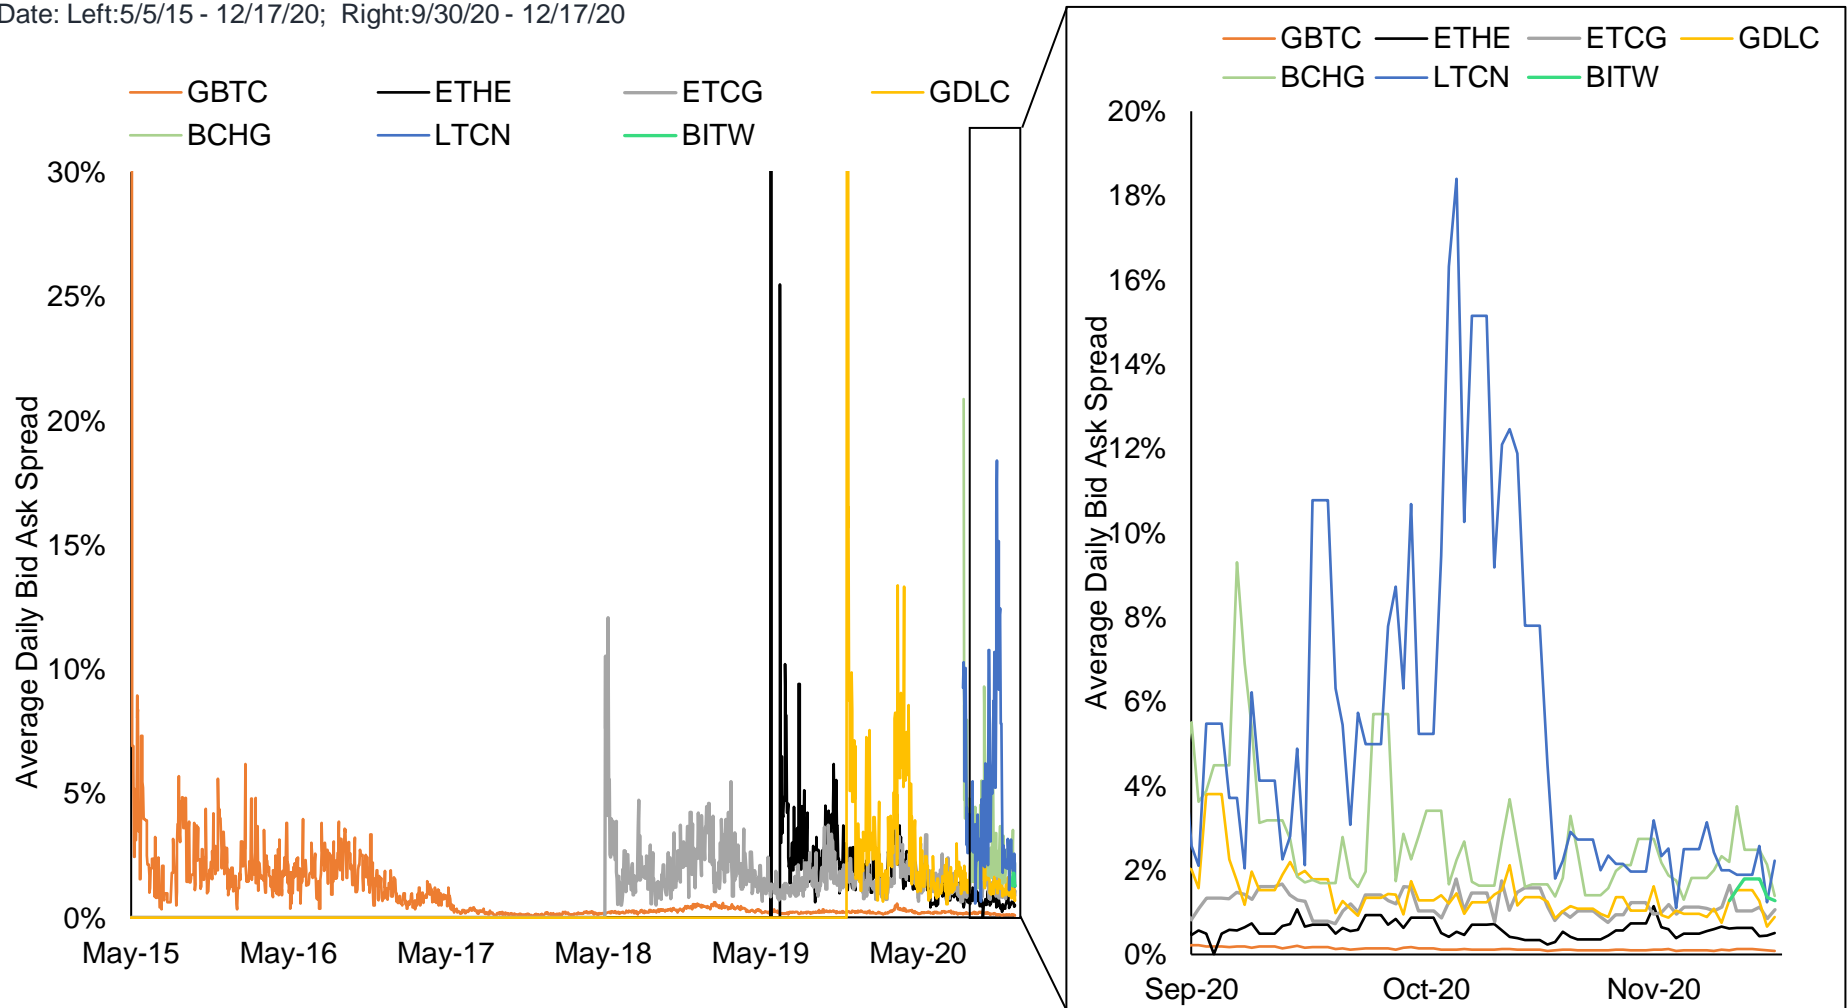 Date: Left:5/5/15 - 12/17/20; Right:9/30/20 - 12/17/20
GBTC ETHE ETCG GDLC
BCHG LTCN BITW
30%
25%
20%
15%
10%
5%
0%
Average Daily Bid Ask Spread
May-15 May-16 May-17 May-18 May-19 May-20
GBTC ETHE ETCG GDLC
BCHG LTCN BITW
20%
18%
16%
14%
12%
10%
8%
6%
4%
2%
0%
Average Daily Bid Ask Spread
Sep-20 Oct-20 Nov-20